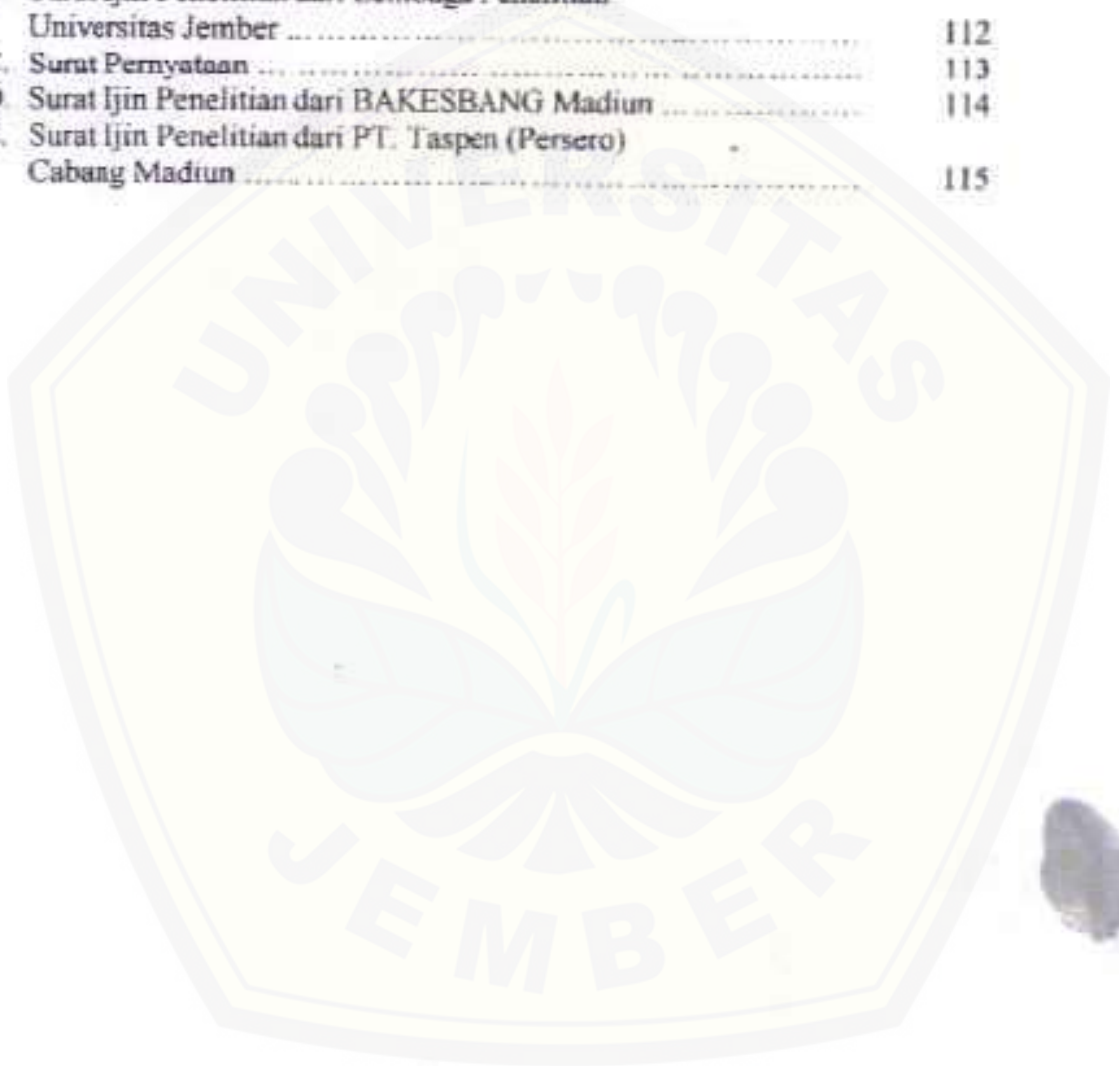 Universitas Jember ... 112
Surat Pernyataan ... 113
Surat Ijin Penelitian dari BAKESBANG Madiun ... 114
Surat Ijin Penelitian dari PT. Taspen (Persero)
Cabang Madiun ... 115
UNIVERSITAS
JEMBER